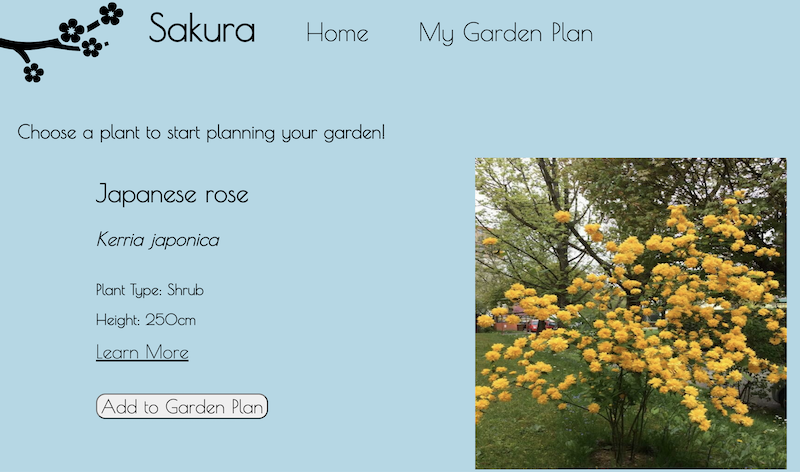 Sakura
Home
My Garden Plan
Choose a plant to start planning your garden!
Japanese rose
Kerria japonica
Plant Type: Shrub
Height: 250cm
Learn More
Add to Garden Plan